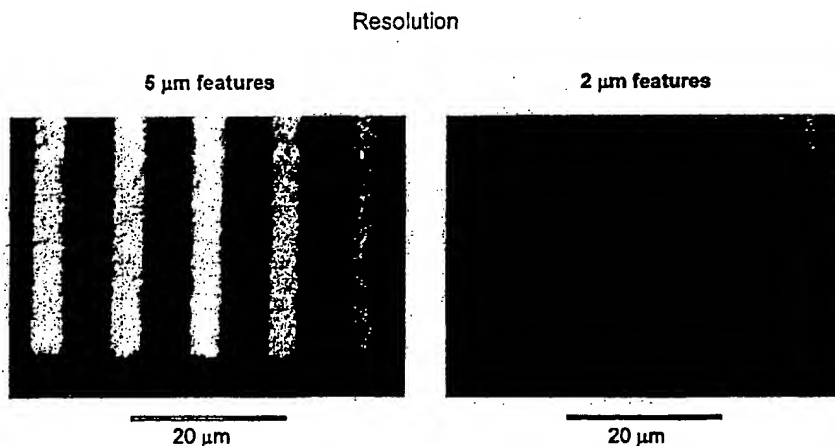 Resolution
5 μm features
2 μm features
20 μm
20 μm